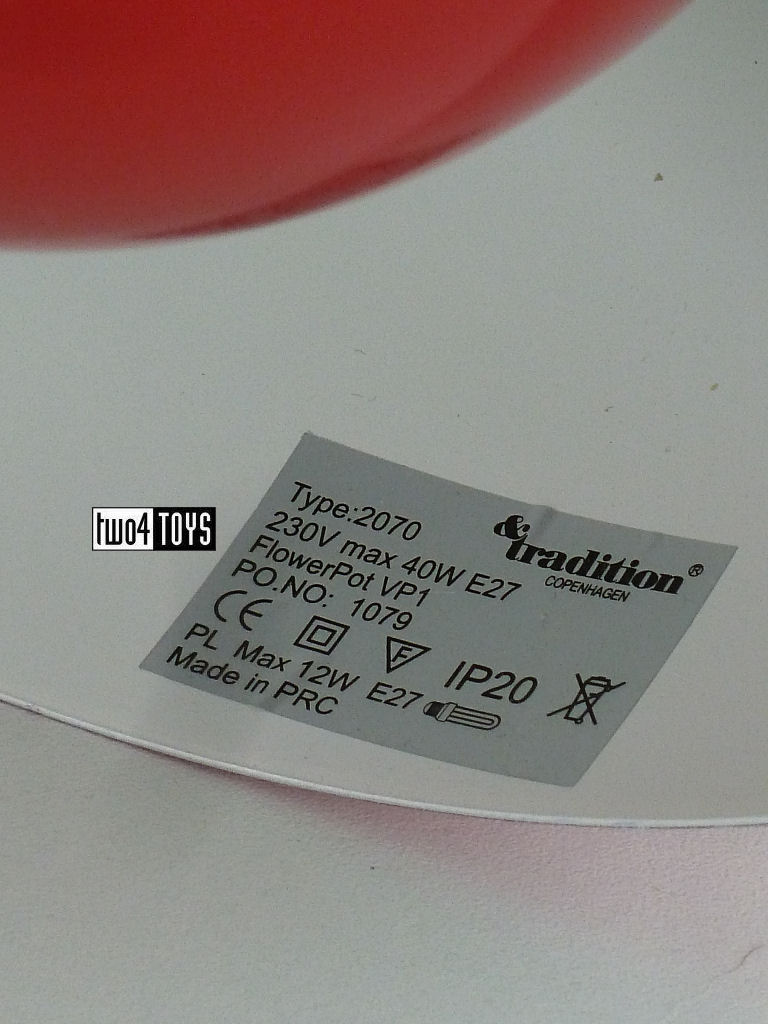 Type:2070
230V max 40W E27
FlowerPot VP1
PO.NO: 1079
&tradition®
COPENHAGEN
CE F IP20
PL Max 12W E27
Made in PRC
two4TOYS